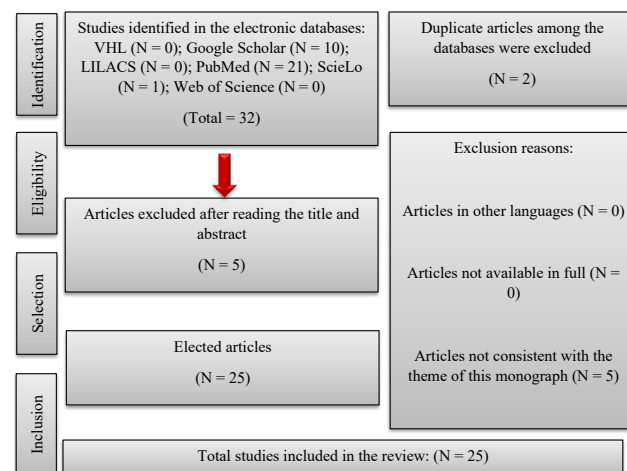 Identification
Studies identified in the electronic databases:
VHL (N = 0); Google Scholar (N = 10);
LILACS (N = 0); PubMed (N = 21); ScieLo
(N = 1); Web of Science (N = 0)
(Total = 32)
Duplicate articles among the
databases were excluded
(N = 2)
Eligibility
Articles excluded after reading the title and
abstract
(N = 5)
Exclusion reasons:
Articles in other languages (N = 0)
Articles not available in full (N =
0)
Articles not consistent with the
theme of this monograph (N = 5)
Selection
Elected articles
(N = 25)
Inclusion
Total studies included in the review: (N = 25)